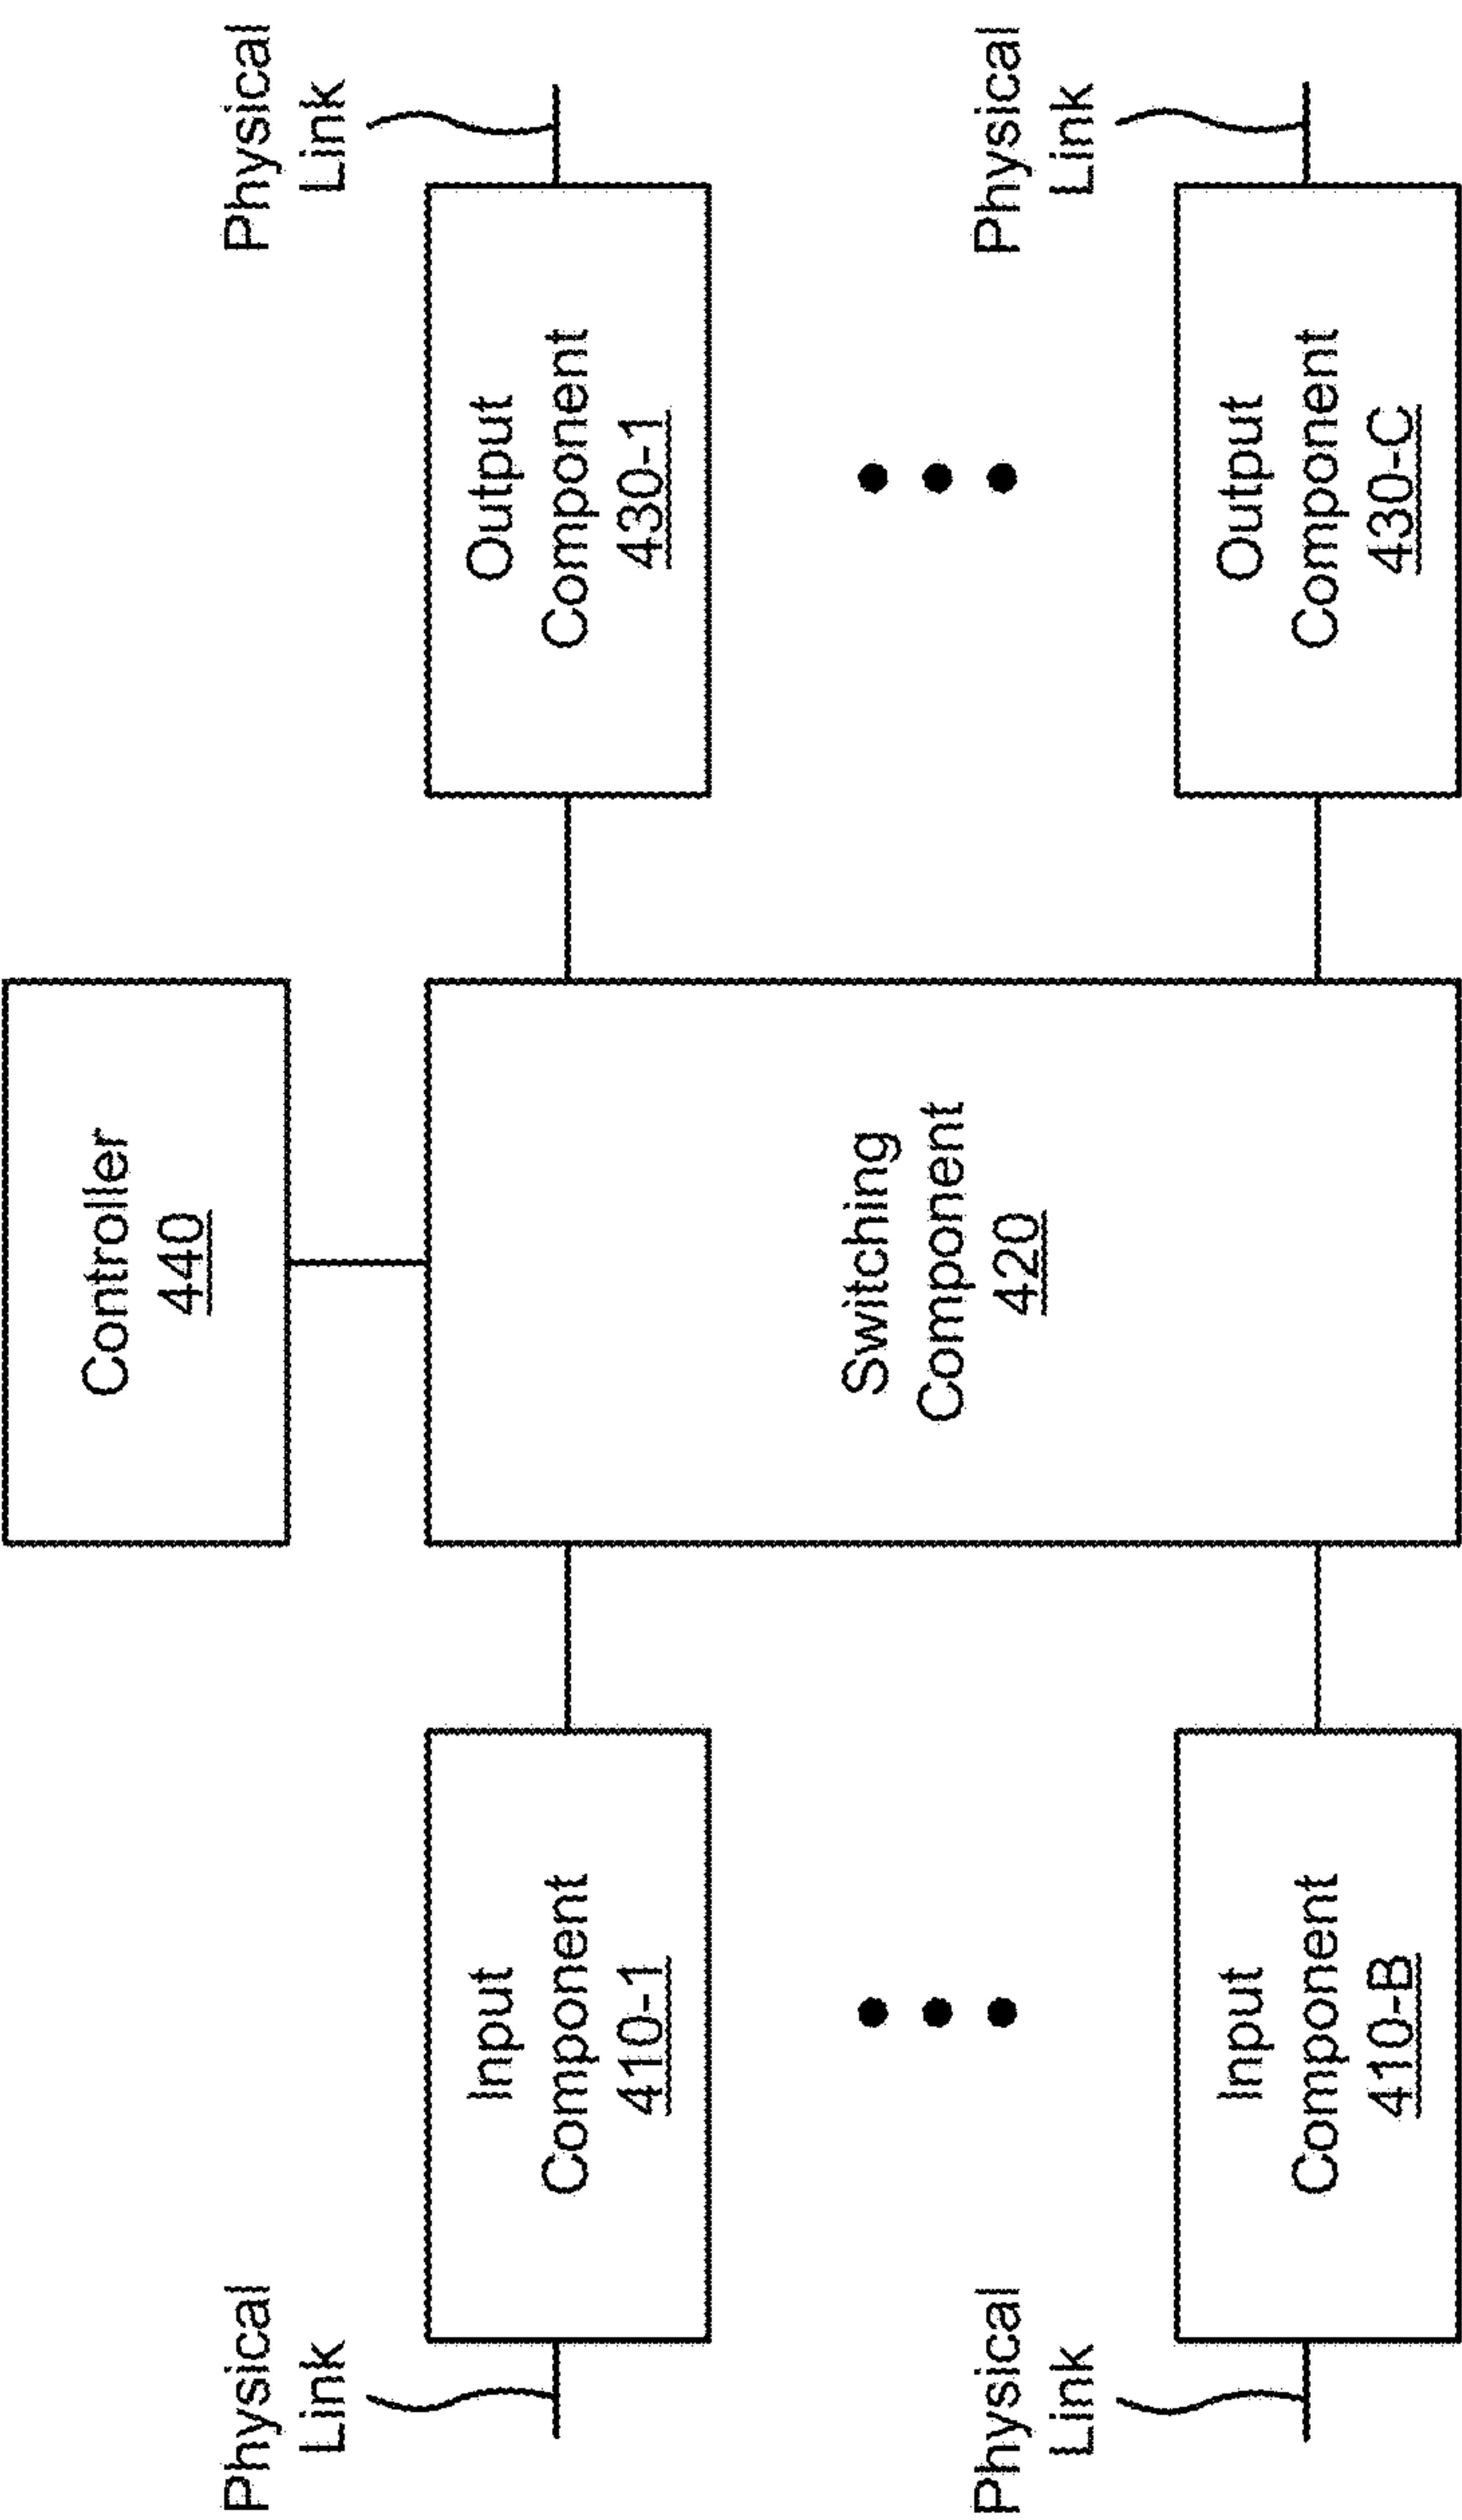 Controller
440
Physical
Link
Input
Component
410-1
Switching
Component
420
Output
Component
430-1
Physical
Link
Physical
Link
Input
Component
410-B
Output
Component
430-C
Physical
Link